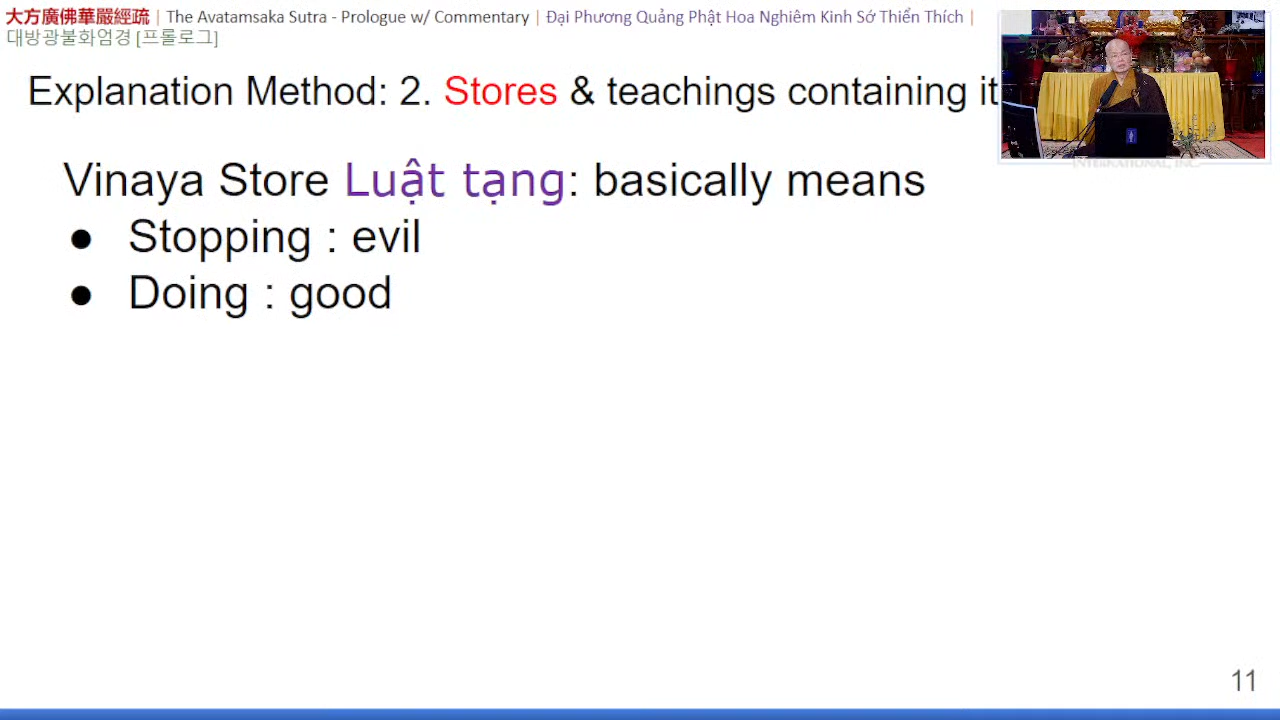 大方廣佛華嚴經疏 | The Avatamsaka Sutra - Prologue w/ Commentary | Đại Phương Quảng Phật Hoa Nghiêm Kinh Sớ Thiển Thích |
대방광불화엄경 [프롤로그]
Explanation Method: 2. Stores & teachings containing it
Vinaya Store Luật tạng: basically means
● Stopping : evil
● Doing : good
INTERNATIONAL, INC.
11